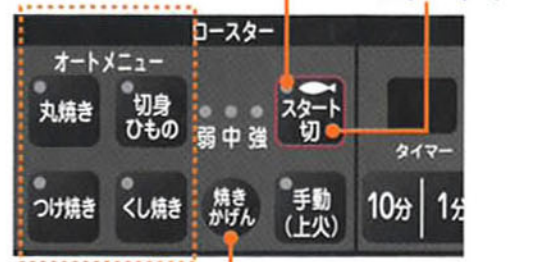 ロースター
オートメニュー
丸焼き
切身
ひもの
弱 中 強
スタート
切
タイマー
つけ焼き
くし焼き
焼き
かげん
手動
(上火)
10分